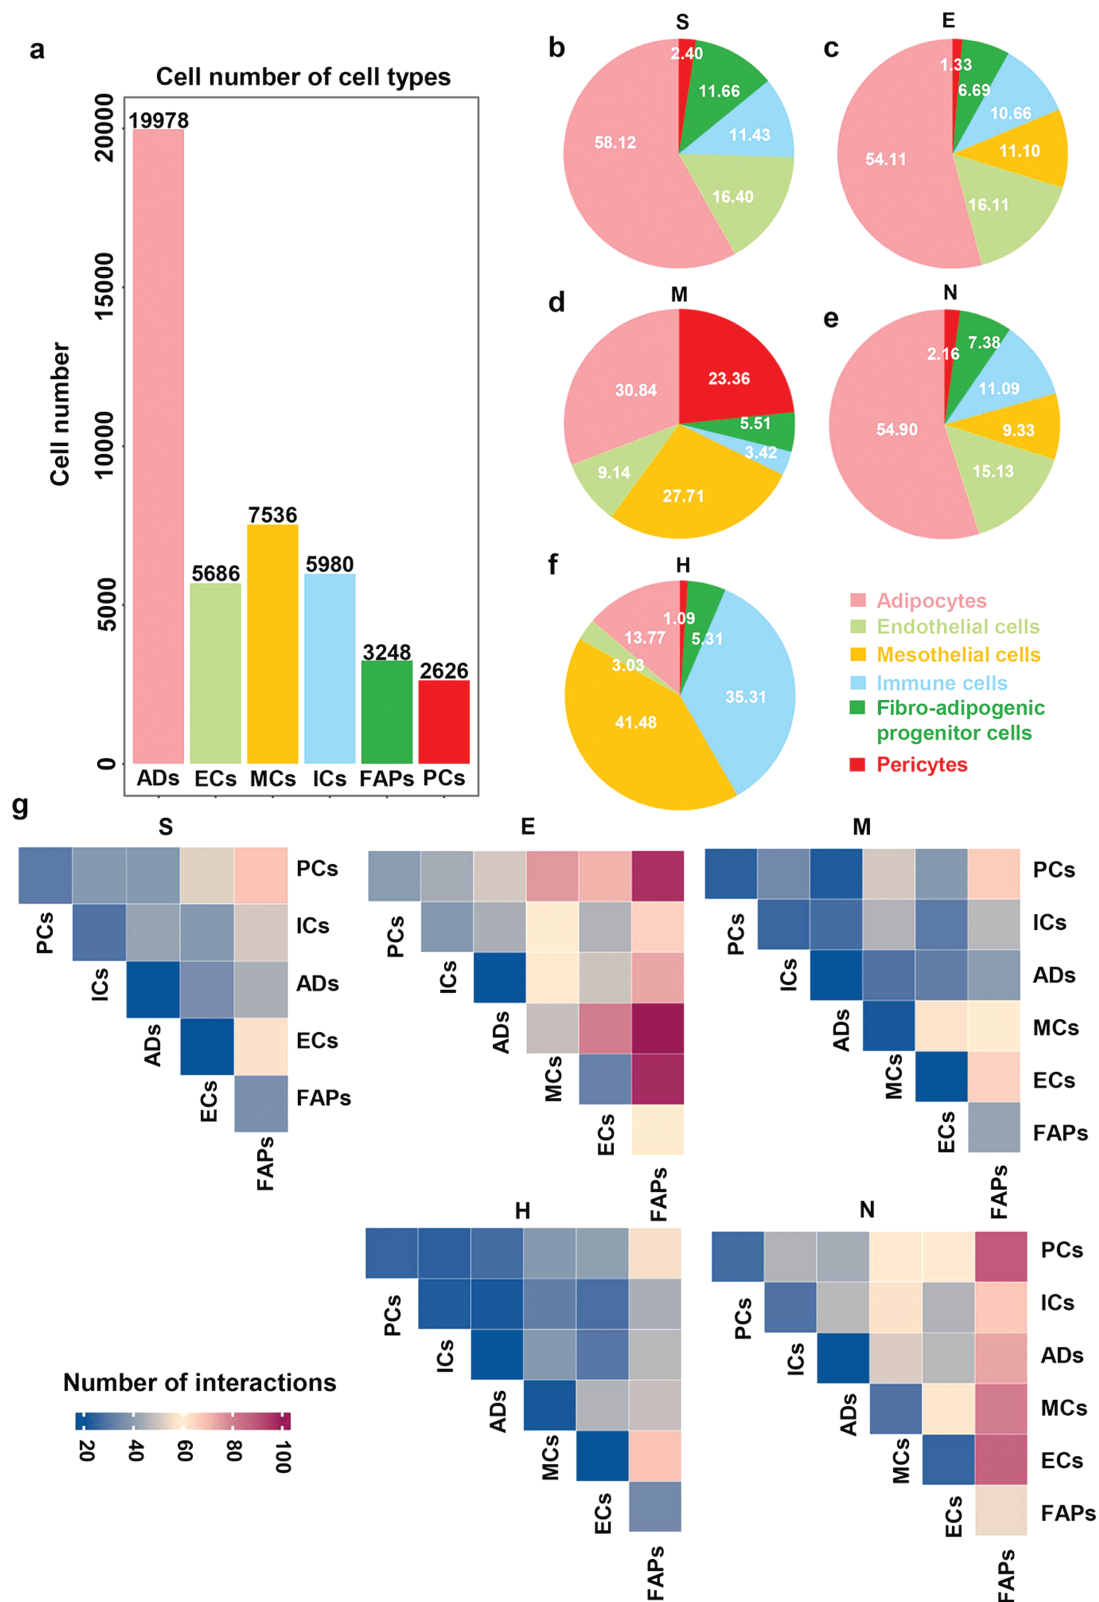 a
Cell number of cell types
Cell number
20000
15000
10000
5000
0
19978
5686
7536
5980
3248
2626
ADs
ECs
MCs
ICs
FAPs
PCs
b
S
2.40
11.66
11.43
16.40
58.12
c
E
1.33
6.69
10.66
11.10
16.11
54.11
d
M
23.36
5.51
3.42
27.71
9.14
30.84
e
N
2.16
7.38
11.09
9.33
15.13
54.90
f
H
1.09
5.31
35.31
41.48
3.03
13.77
Adipocytes
Endothelial cells
Mesothelial cells
Immune cells
Fibro-adipogenic
progenitor cells
Pericytes
g
S
PCs
ICs
ADs
ECs
FAPs
PCs
ICs
ADs
ECs
FAPs
E
PCs
ICs
ADs
MCs
ECs
FAPs
M
PCs
ICs
ADs
MCs
ECs
FAPs
PCs
ICs
ADs
MCs
ECs
FAPs
H
PCs
ICs
ADs
MCs
ECs
FAPs
N
PCs
ICs
ADs
MCs
ECs
FAPs
PCs
ICs
ADs
MCs
ECs
FAPs
Number of interactions
20
40
60
80
100